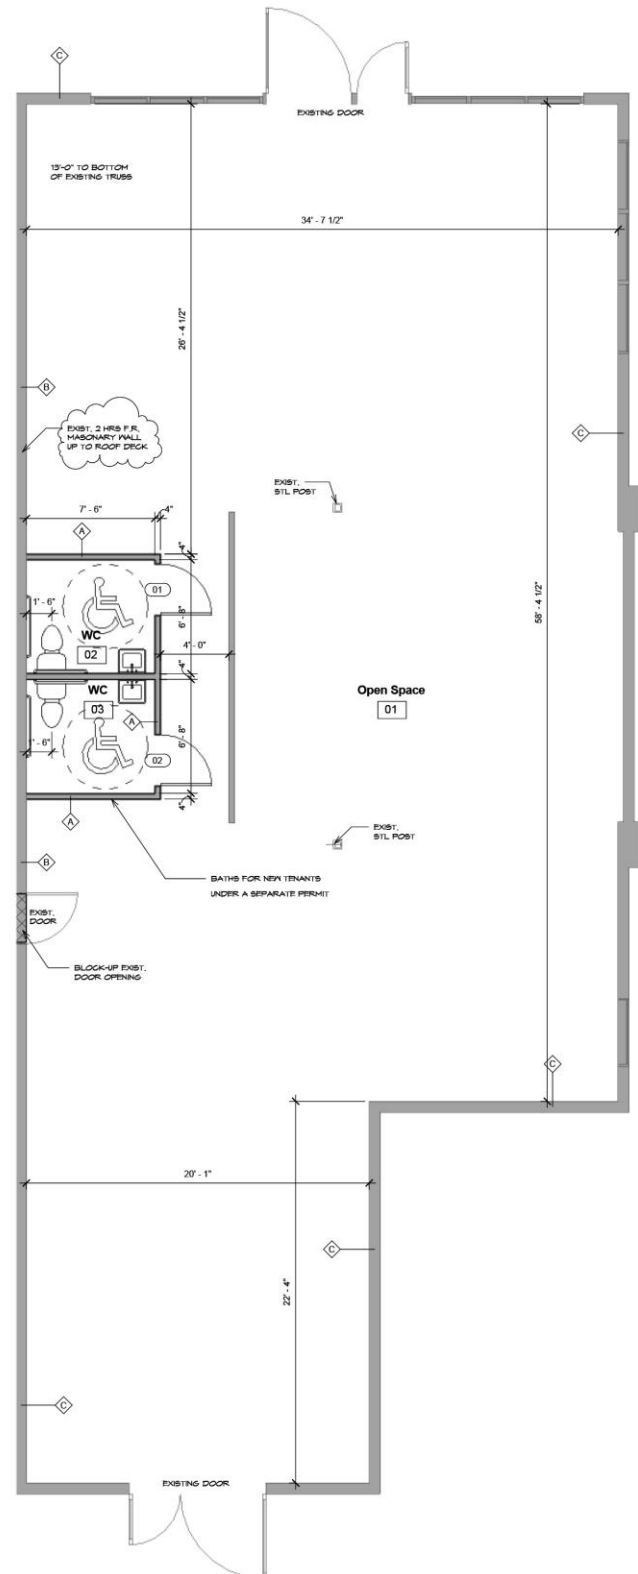 C
EXISTING DOOR
13'-0" TO BOTTOM
OF EXISTING TRUSS
34' - 7 1/2"
26' - 4 1/2"
B
EXIST. 2 HRS F.R.
MASONARY WALL
UP TO ROOF DECK
C
EXIST.
STL POST
7' - 6"
4"
A
4"
01
1' - 6"
6' - 8"
58' - 4 1/2"
WC
02
4' - 0"
4"
WC
03
Open Space
01
A
1' - 6"
6' - 8"
02
4"
A
EXIST.
STL POST
B
BATHS FOR NEW TENANTS
UNDER A SEPARATE PERMIT
EXIST.
DOOR
BLOCK-UP EXIST.
DOOR OPENING
C
20' - 1"
C
22' - 4"
C
EXISTING DOOR